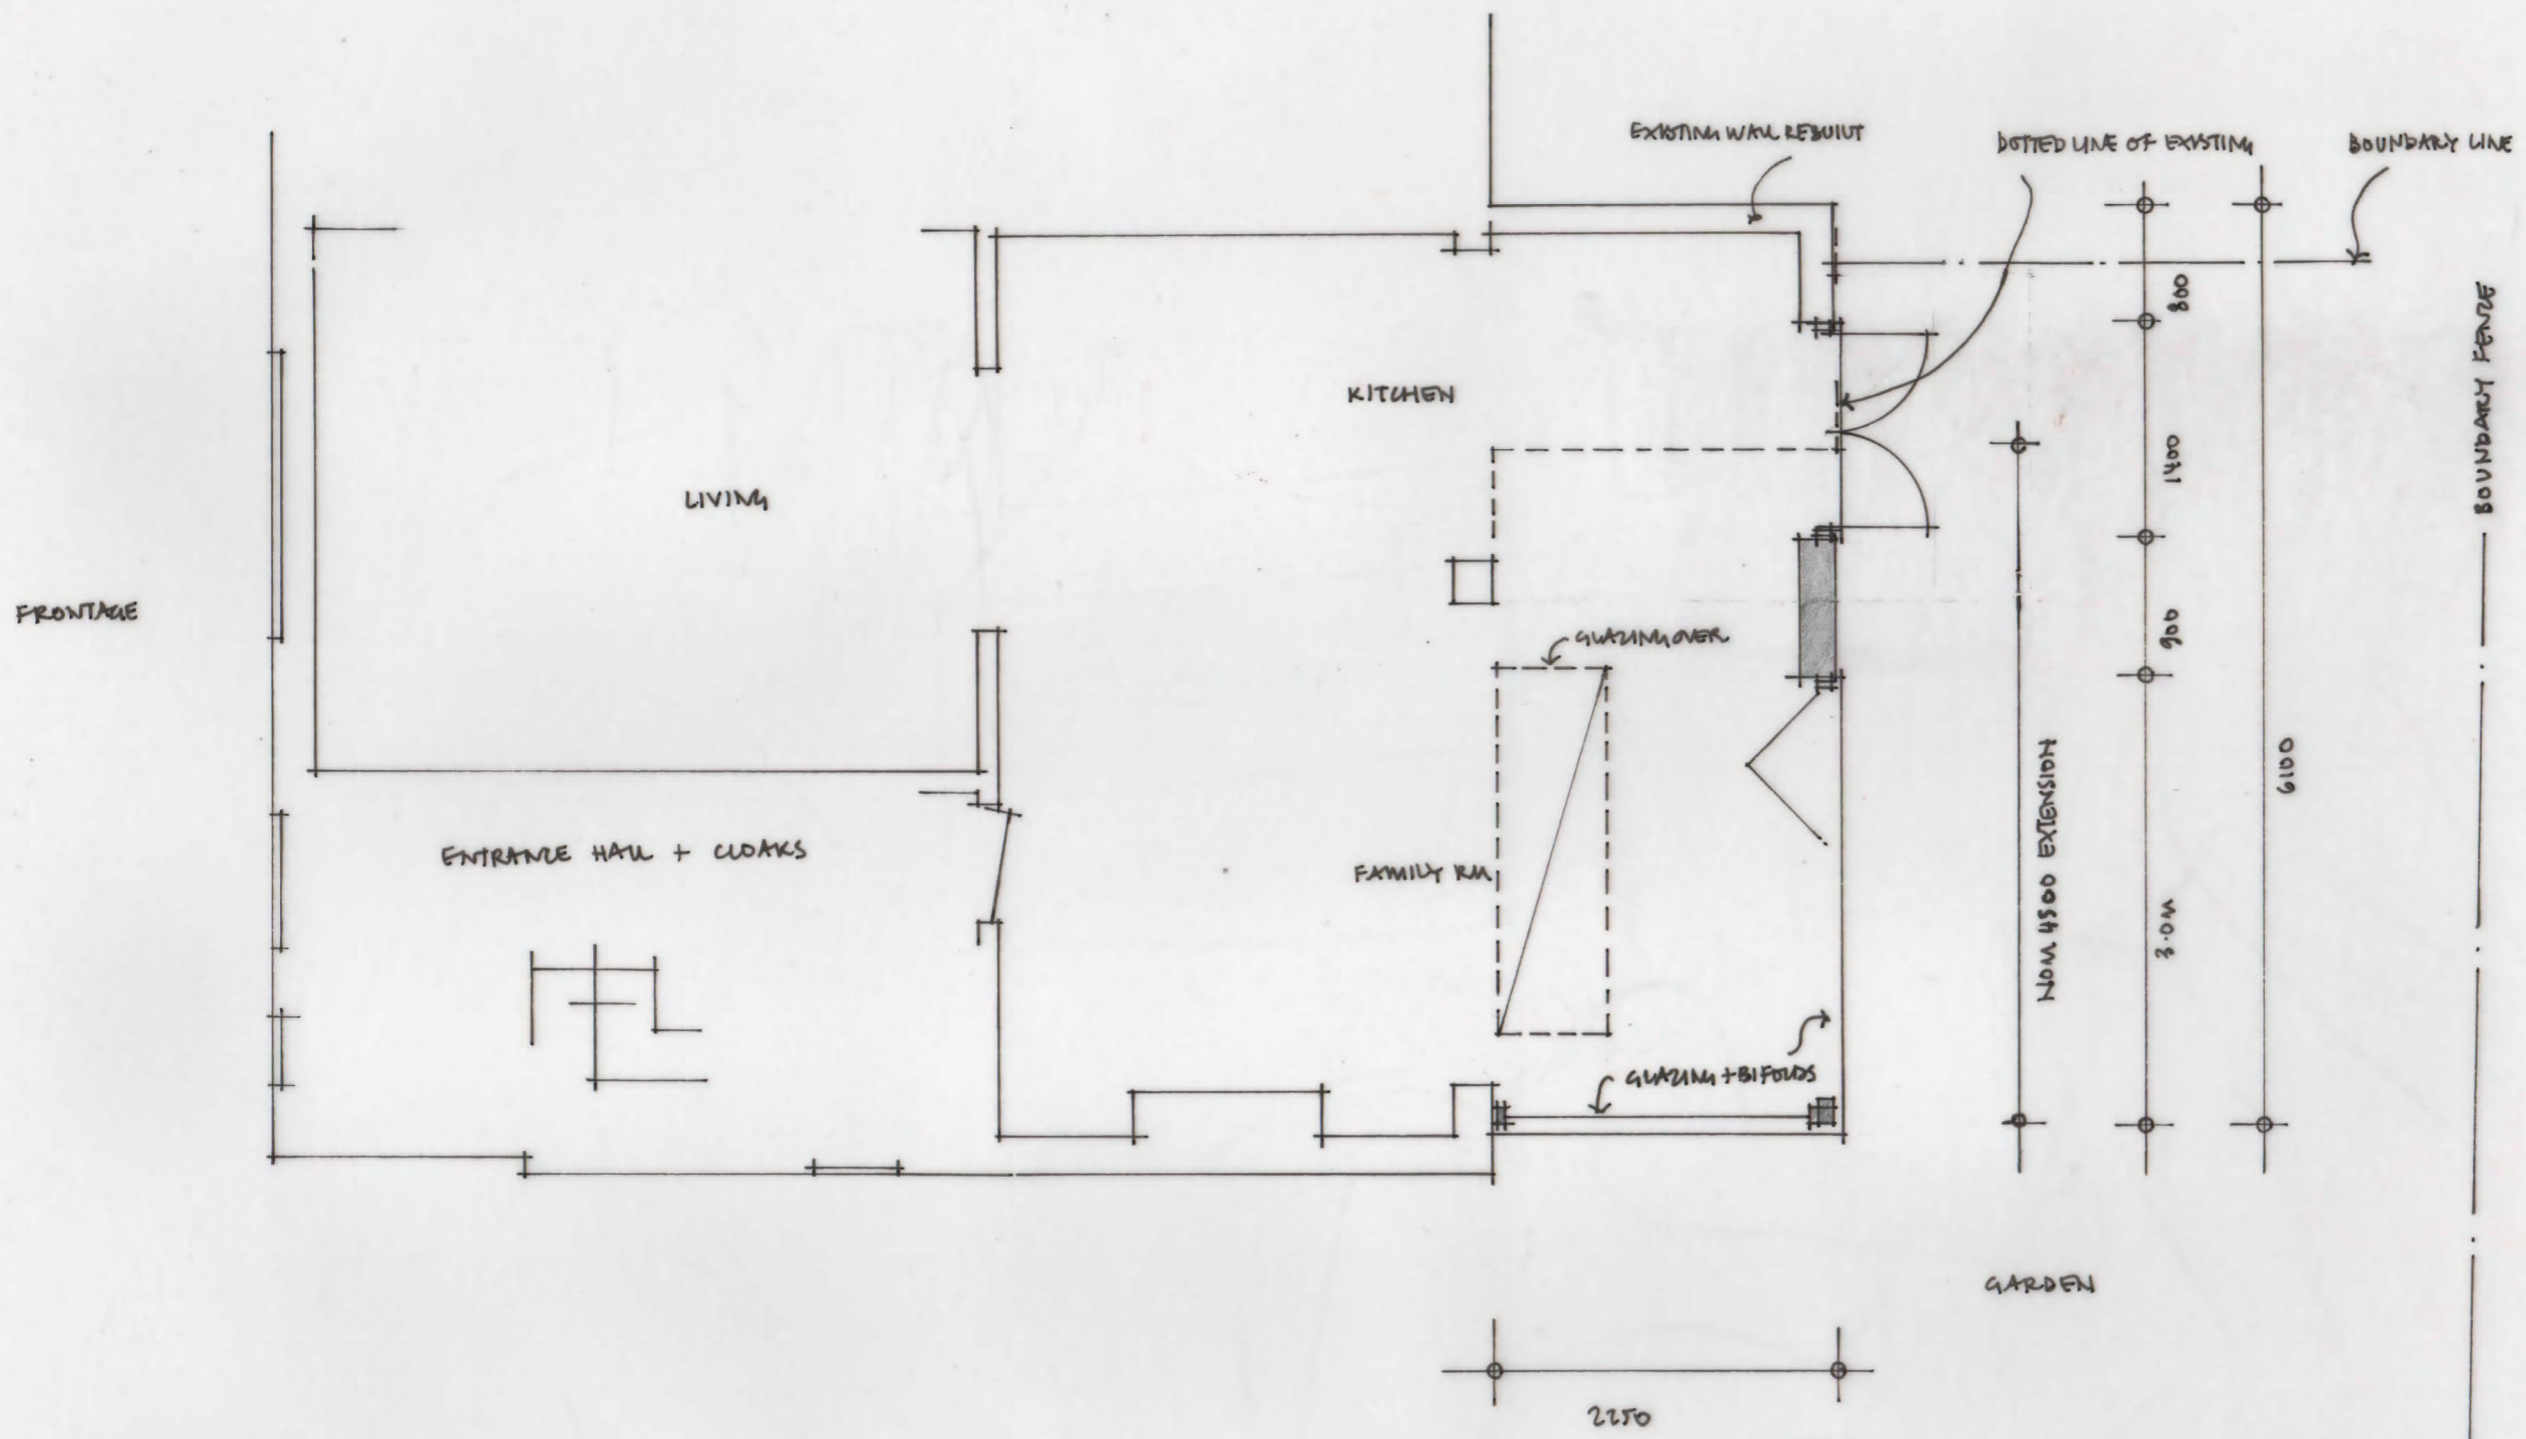 EXISTING WALL REBUILT
DOTTED LINE OF EXISTING
BOUNDARY LINE
BOUNDARY FENCE
800
KITCHEN
1400
LIVING
FRONTAGE
GLAZING OVER
900
6100
NOM 4500 EXTENSION
ENTRANCE HALL + CLOAKS
FAMILY RM
3.0M
GLAZING + BIFOLDS
GARDEN
2250